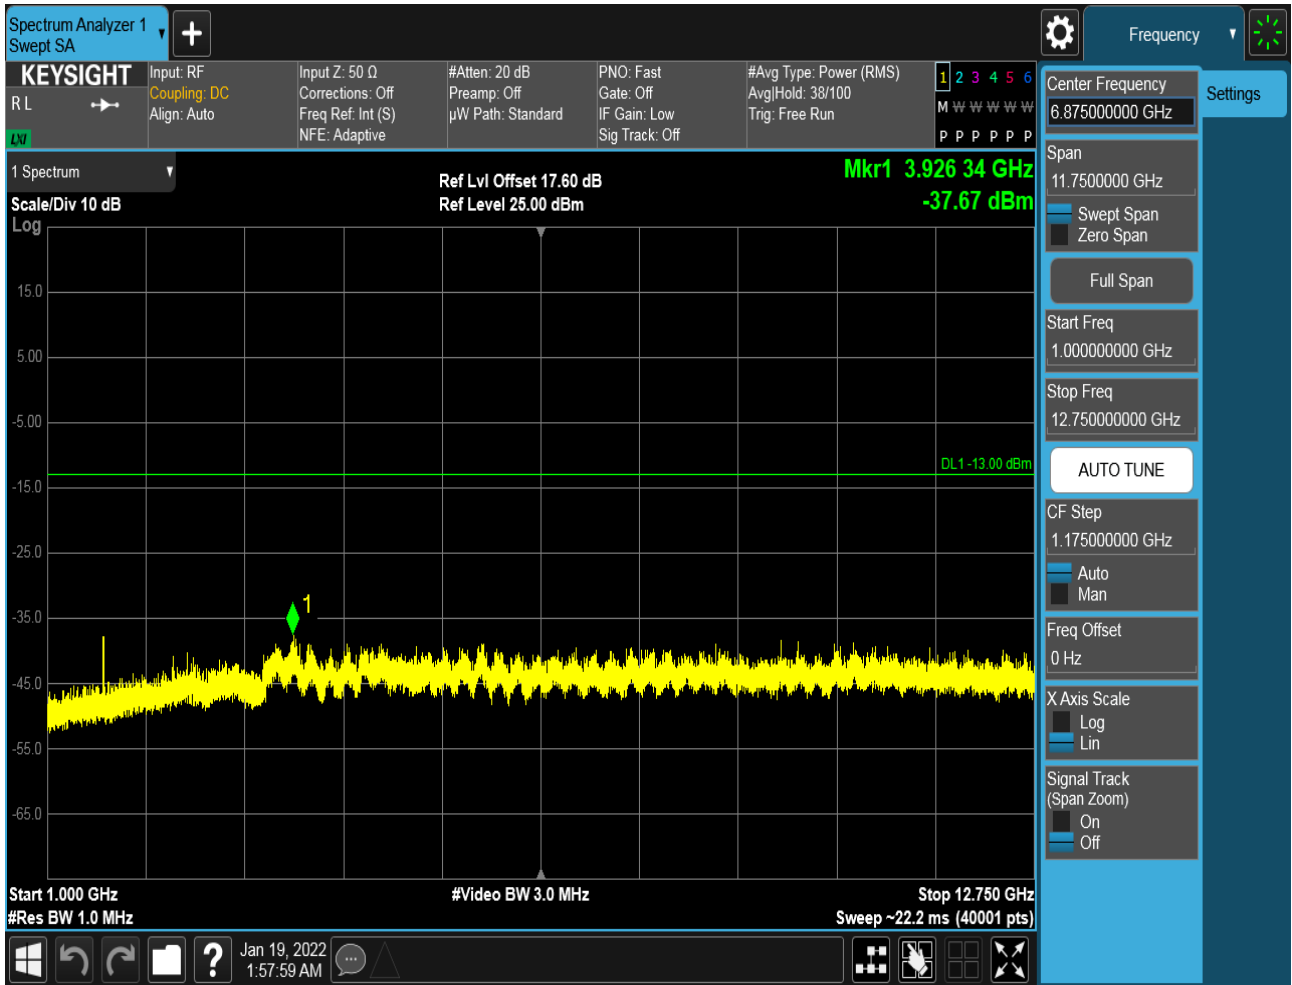 Spectrum Analyzer 1
Swept SA
Frequency
KEYSIGHT
R L
LXI
Input: RF
Coupling: DC
Align: Auto
Input Z: 50 Ω
Corrections: Off
Freq Ref: Int (S)
NFE: Adaptive
#Atten: 20 dB
Preamp: Off
µW Path: Standard
PNO: Fast
Gate: Off
IF Gain: Low
Sig Track: Off
#Avg Type: Power (RMS)
Avg|Hold: 38/100
Trig: Free Run
1 2 3 4 5 6
M W W W W W
P P P P P P
1 Spectrum
Scale/Div 10 dB
Log
Ref Lvl Offset 17.60 dB
Ref Level 25.00 dBm
Mkr1 3.926 34 GHz
-37.67 dBm
15.0
5.00
-5.00
DL1 -13.00 dBm
-15.0
-25.0
1
-35.0
-45.0
-55.0
-65.0
Start 1.000 GHz
#Res BW 1.0 MHz
#Video BW 3.0 MHz
Stop 12.750 GHz
Sweep ~22.2 ms (40001 pts)
?
Jan 19, 2022
1:57:59 AM
Center Frequency
6.875000000 GHz
Settings
Span
11.7500000 GHz
Swept Span
Zero Span
Full Span
Start Freq
1.000000000 GHz
Stop Freq
12.750000000 GHz
AUTO TUNE
CF Step
1.175000000 GHz
Auto
Man
Freq Offset
0 Hz
X Axis Scale
Log
Lin
Signal Track
(Span Zoom)
On
Off